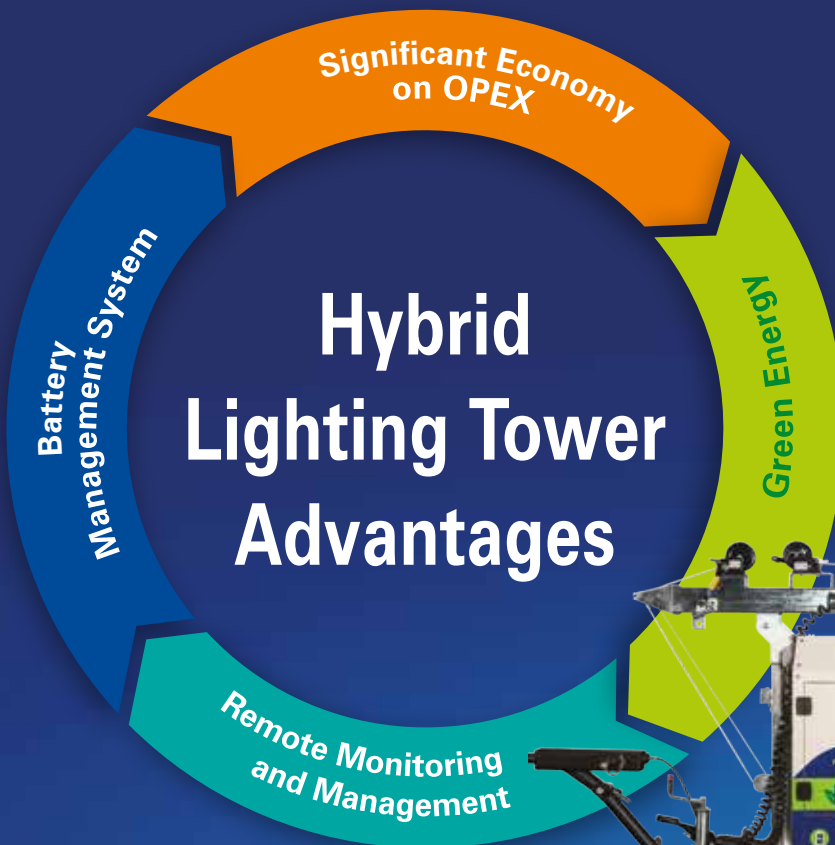 Significant Economy
on OPEX
Green Energy
Hybrid
Lighting Tower
Advantages
Battery
Management System
Remote Monitoring
and Management